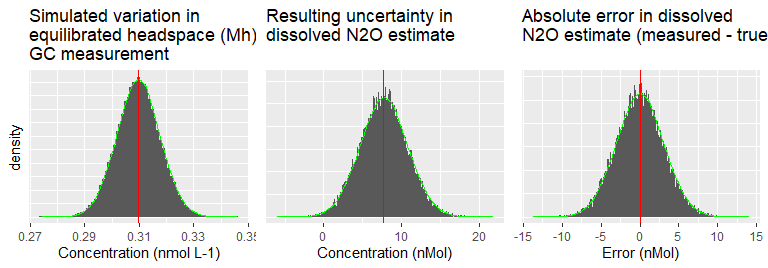 Simulated variation in
equilibrated headspace (Mh)
GC measurement
Resulting uncertainty in
dissolved N2O estimate
Absolute error in dissolved
N2O estimate (measured - true
density
0.27 0.29 0.31 0.33 0.35
0 10 20
-15 -10 -5 0 5 10 15
Concentration (nmol L-1)
Concentration (nMol)
Error (nMol)